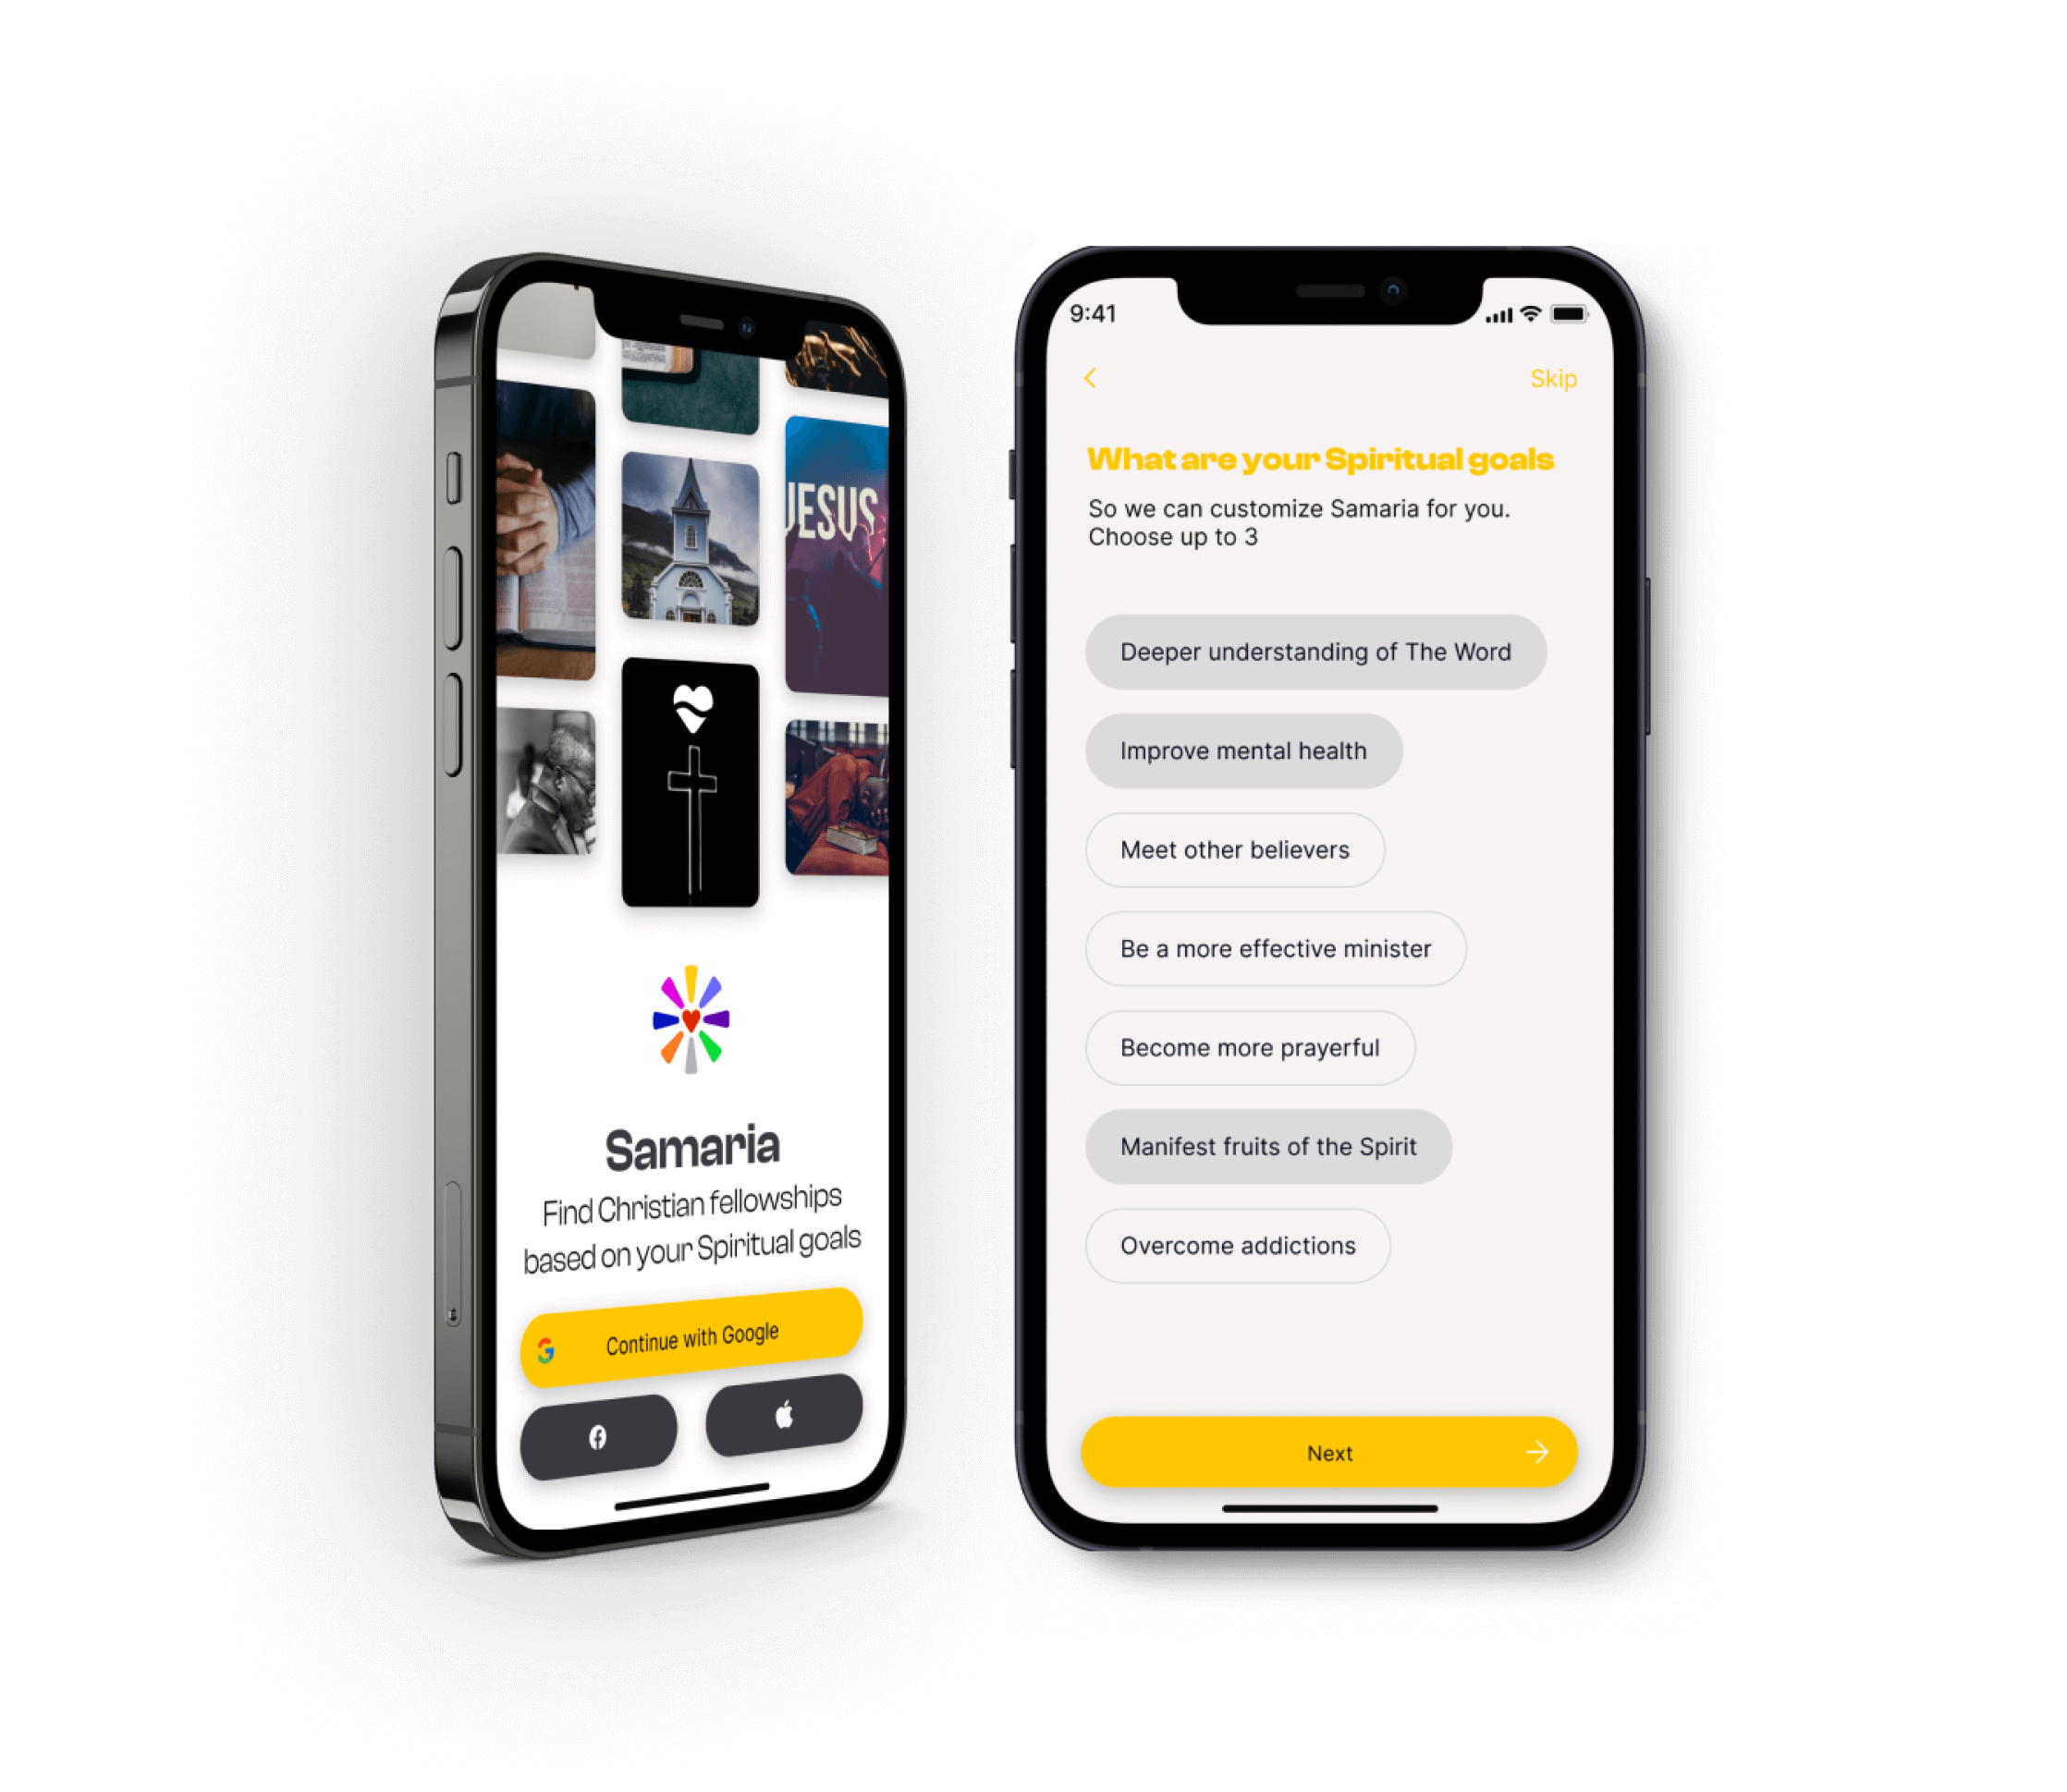 JESUS
Samaria
Find Christian fellowships
based on your Spiritual goals
Continue with Google
9:41
Skip
What are your Spiritual goals
So we can customize Samaria for you.
Choose up to 3
Deeper understanding of The Word
Improve mental health
Meet other believers
Be a more effective minister
Become more prayerful
Manifest fruits of the Spirit
Overcome addictions
Next